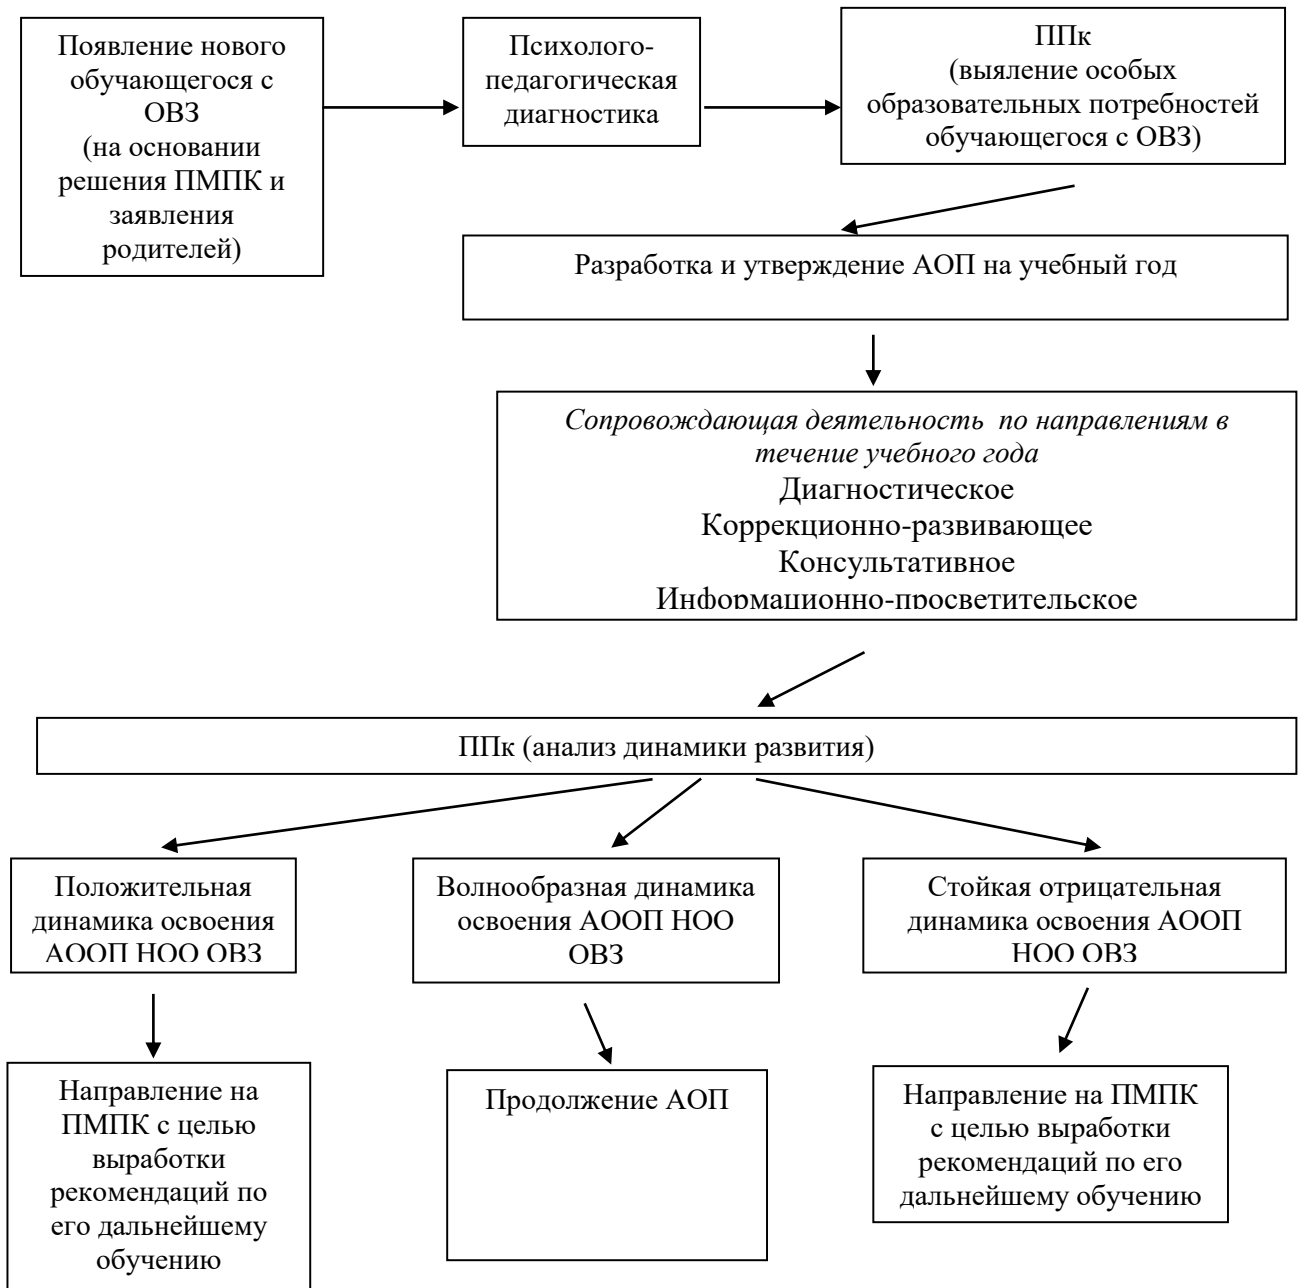 Появление нового
обучающегося с
ОВЗ
(на основании
решения ПМПК и
заявления
родителей)
Психолого-
педагогическая
диагностика
ППк
(выяление особых
образовательных потребностей
обучающегося с ОВЗ)
Разработка и утверждение АОП на учебный год
Сопровождающая деятельность по направлениям в
течение учебного года
Диагностическое
Коррекционно-развивающее
Консультативное
Информационно-просветительское
ППк (анализ динамики развития)
Положительная
динамика освоения
АООП НОО ОВЗ
Волнообразная динамика
освоения АООП НОО
ОВЗ
Стойкая отрицательная
динамика освоения АООП
НОО ОВЗ
Направление на
ПМПК с целью
выработки
рекомендаций по
его дальнейшему
обучению
Продолжение АОП
Направление на ПМПК
с целью выработки
рекомендаций по его
дальнейшему обучению